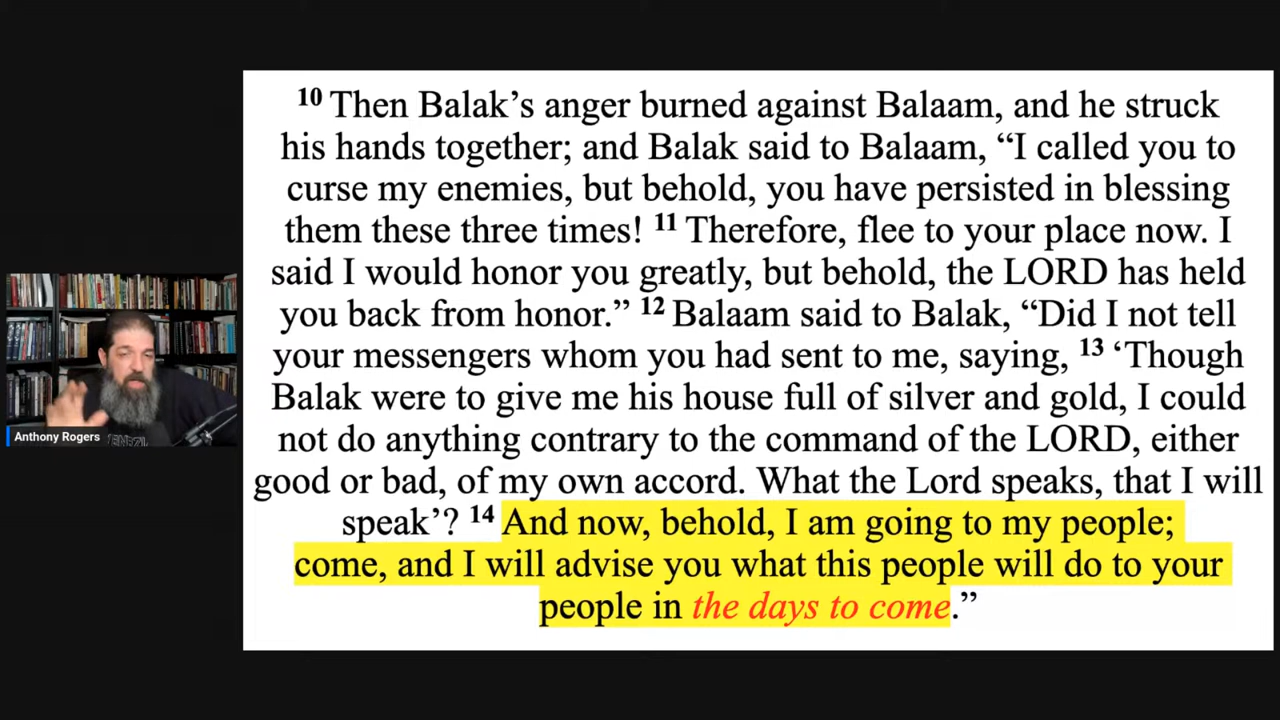 10 Then Balak’s anger burned against Balaam, and he struck
his hands together; and Balak said to Balaam, “I called you to
curse my enemies, but behold, you have persisted in blessing
them these three times! 11 Therefore, flee to your place now. I
said I would honor you greatly, but behold, the LORD has held
you back from honor.” 12 Balaam said to Balak, “Did I not tell
your messengers whom you had sent to me, saying, 13 ‘Though
Balak were to give me his house full of silver and gold, I could
not do anything contrary to the command of the LORD, either
good or bad, of my own accord. What the Lord speaks, that I will
speak’? 14 And now, behold, I am going to my people;
come, and I will advise you what this people will do to your
people in the days to come.”
Anthony Rogers